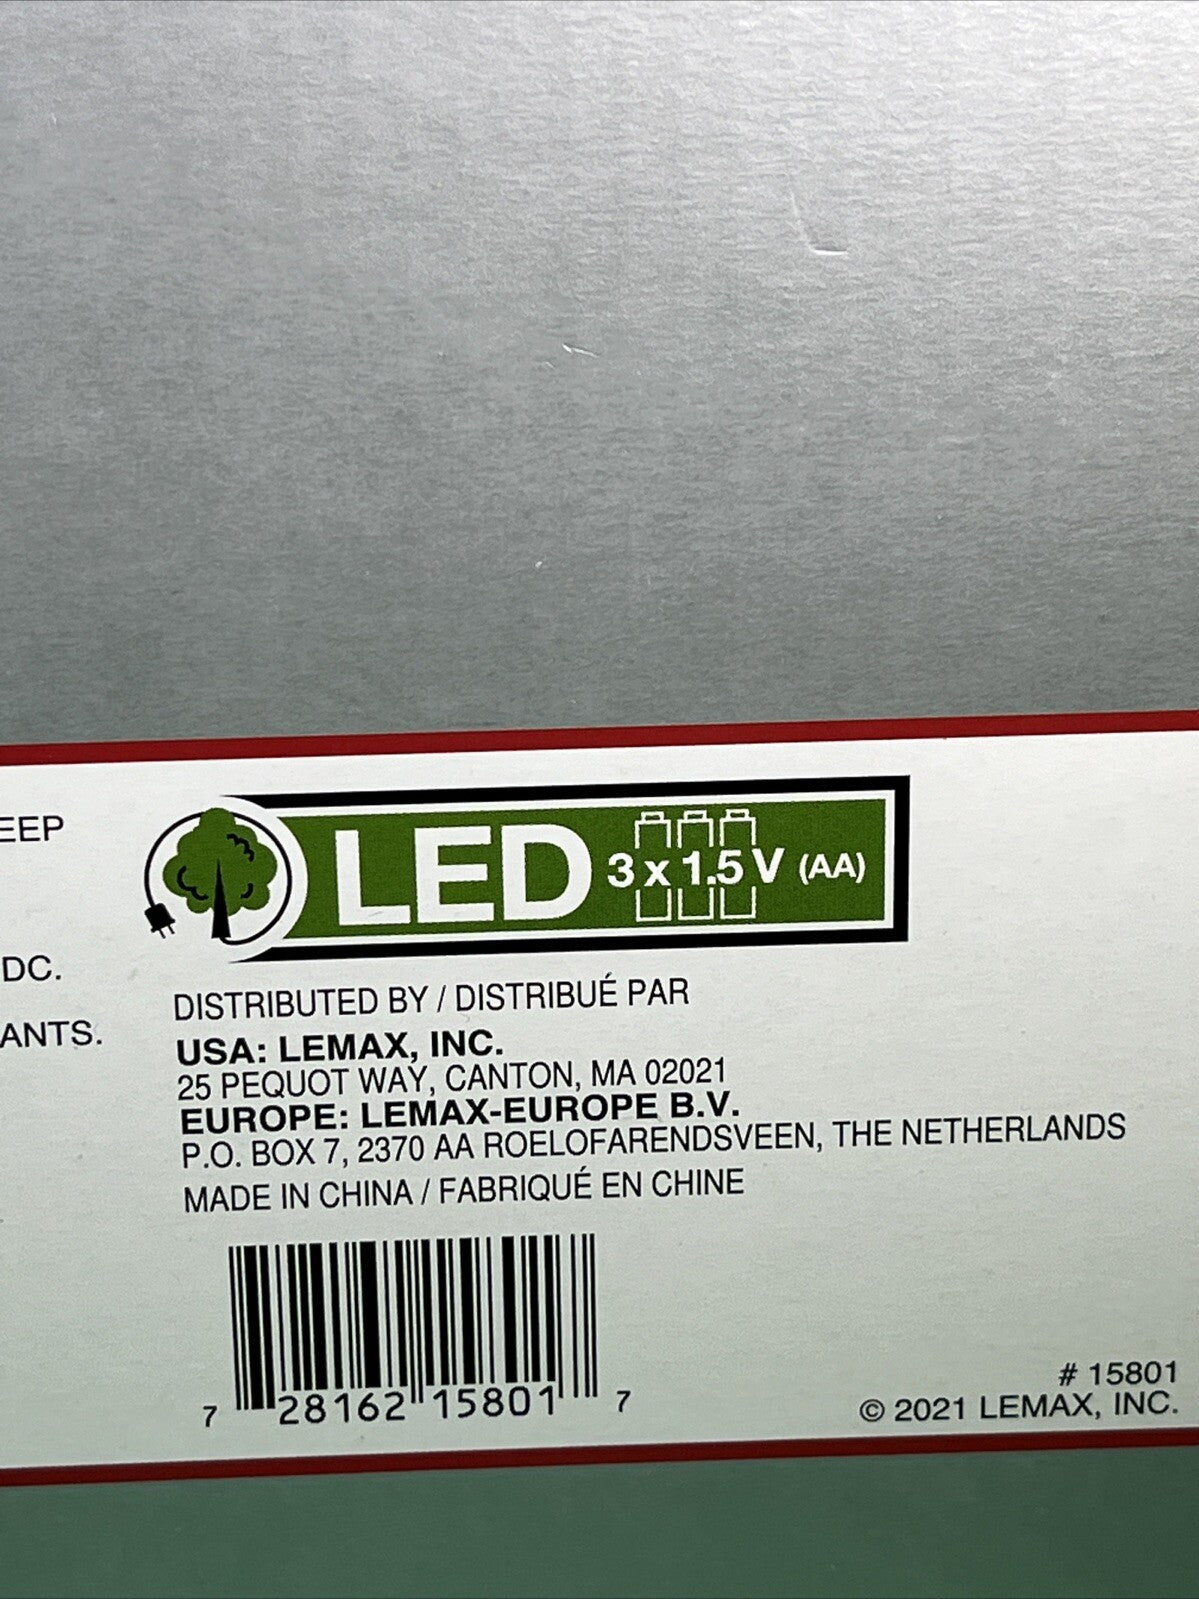 EEP
DC.
ANTS.
LED 3 x 1.5 V (AA)
DISTRIBUTED BY / DISTRIBUÉ PAR
USA: LEMAX, INC.
25 PEQUOT WAY, CANTON, MA 02021
EUROPE: LEMAX-EUROPE B.V.
P.O. BOX 7, 2370 AA ROELOFARENDSVEEN, THE NETHERLANDS
MADE IN CHINA / FABRIQUÉ EN CHINE
7 28162 15801 7
# 15801
© 2021 LEMAX, INC.